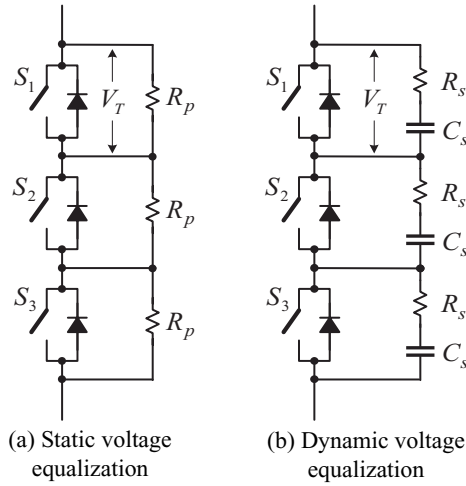 S1
VT
Rp
S2
Rp
S3
Rp
(a) Static voltage
equalization
S1
VT
Rs
Cs
S2
Rs
Cs
S3
Rs
Cs
(b) Dynamic voltage
equalization